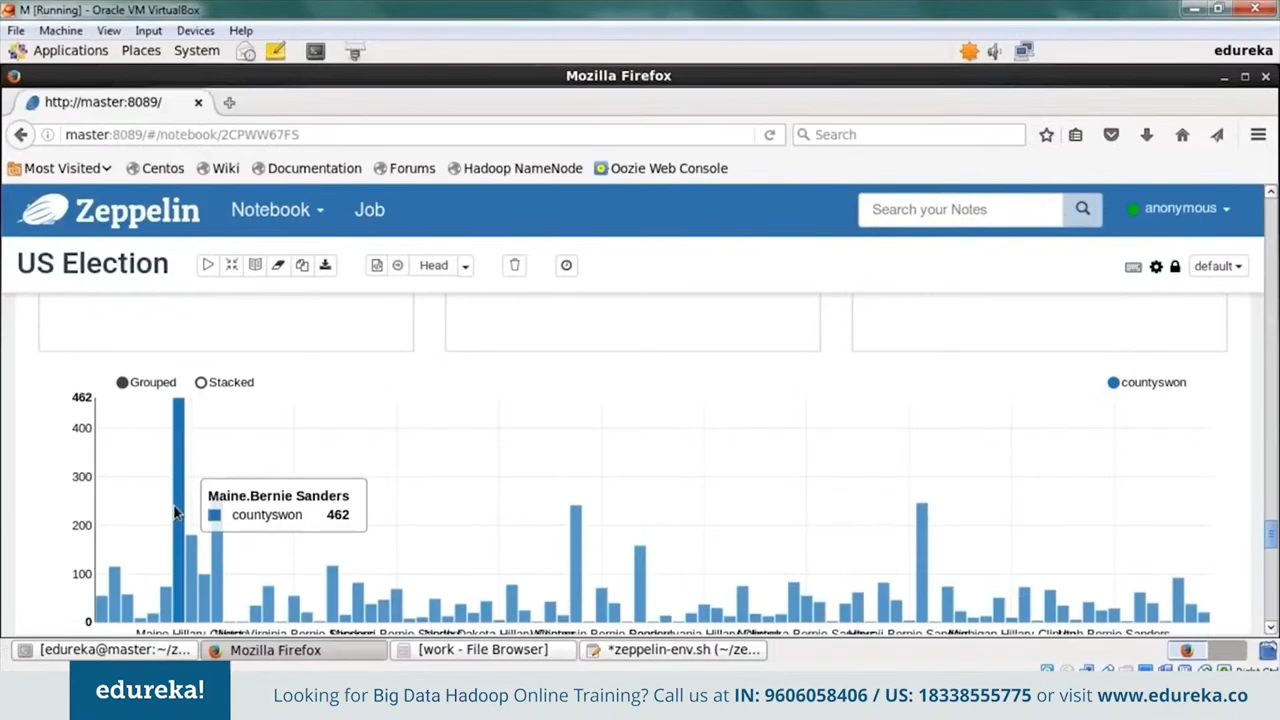 M [Running] - Oracle VM VirtualBox
File Machine View Input Devices Help
Applications Places System edureka
Mozilla Firefox
http://master:8089/
master:8089/#/notebook/2CPWW67FS Search
Most Visited Centos Wiki Documentation Forums Hadoop NameNode Oozie Web Console
Zeppelin Notebook Job Search your Notes anonymous
US Election Head default
Grouped Stacked countyswon
462
400
300
Maine.Bernie Sanders
countyswon 462
200
100
0
[edureka@master:~/z... Mozilla Firefox [work - File Browser] *zeppelin-env.sh (~/ze...
edureka! Looking for Big Data Hadoop Online Training? Call us at IN: 9606058406 / US: 18338555775 or visit www.edureka.co